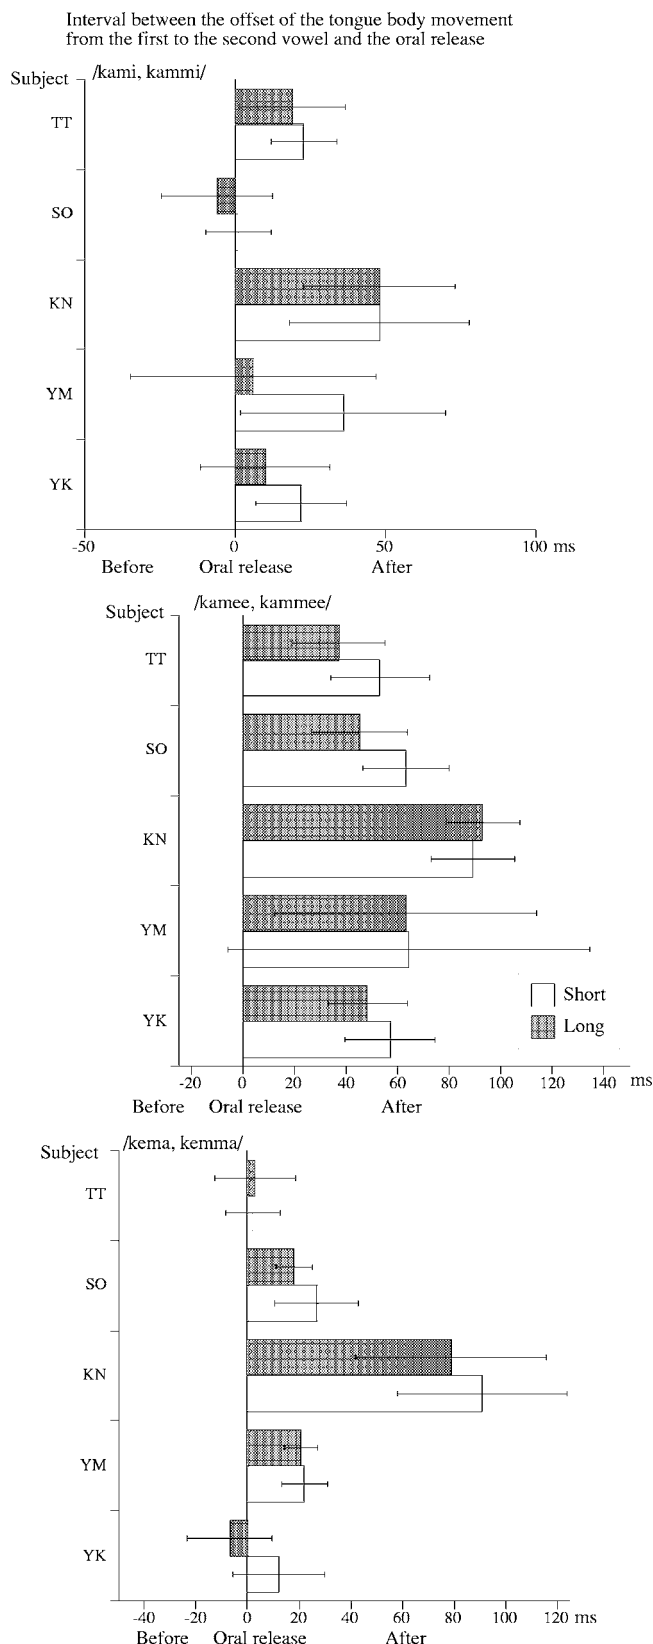 Interval between the offset of the tongue body movement
from the first to the second vowel and the oral release
Subject /kami, kammi/
TT
SO
KN
YM
YK
-50 0 50 100 ms
Before Oral release After
Subject /kamee, kammee/
TT
SO
KN
YM
Short
Long
YK
-20 0 20 40 60 80 100 120 140 ms
Before Oral release After
Subject /kema, kemma/
TT
SO
KN
YM
YK
-40 -20 0 20 40 60 80 100 120 ms
Before Oral release After